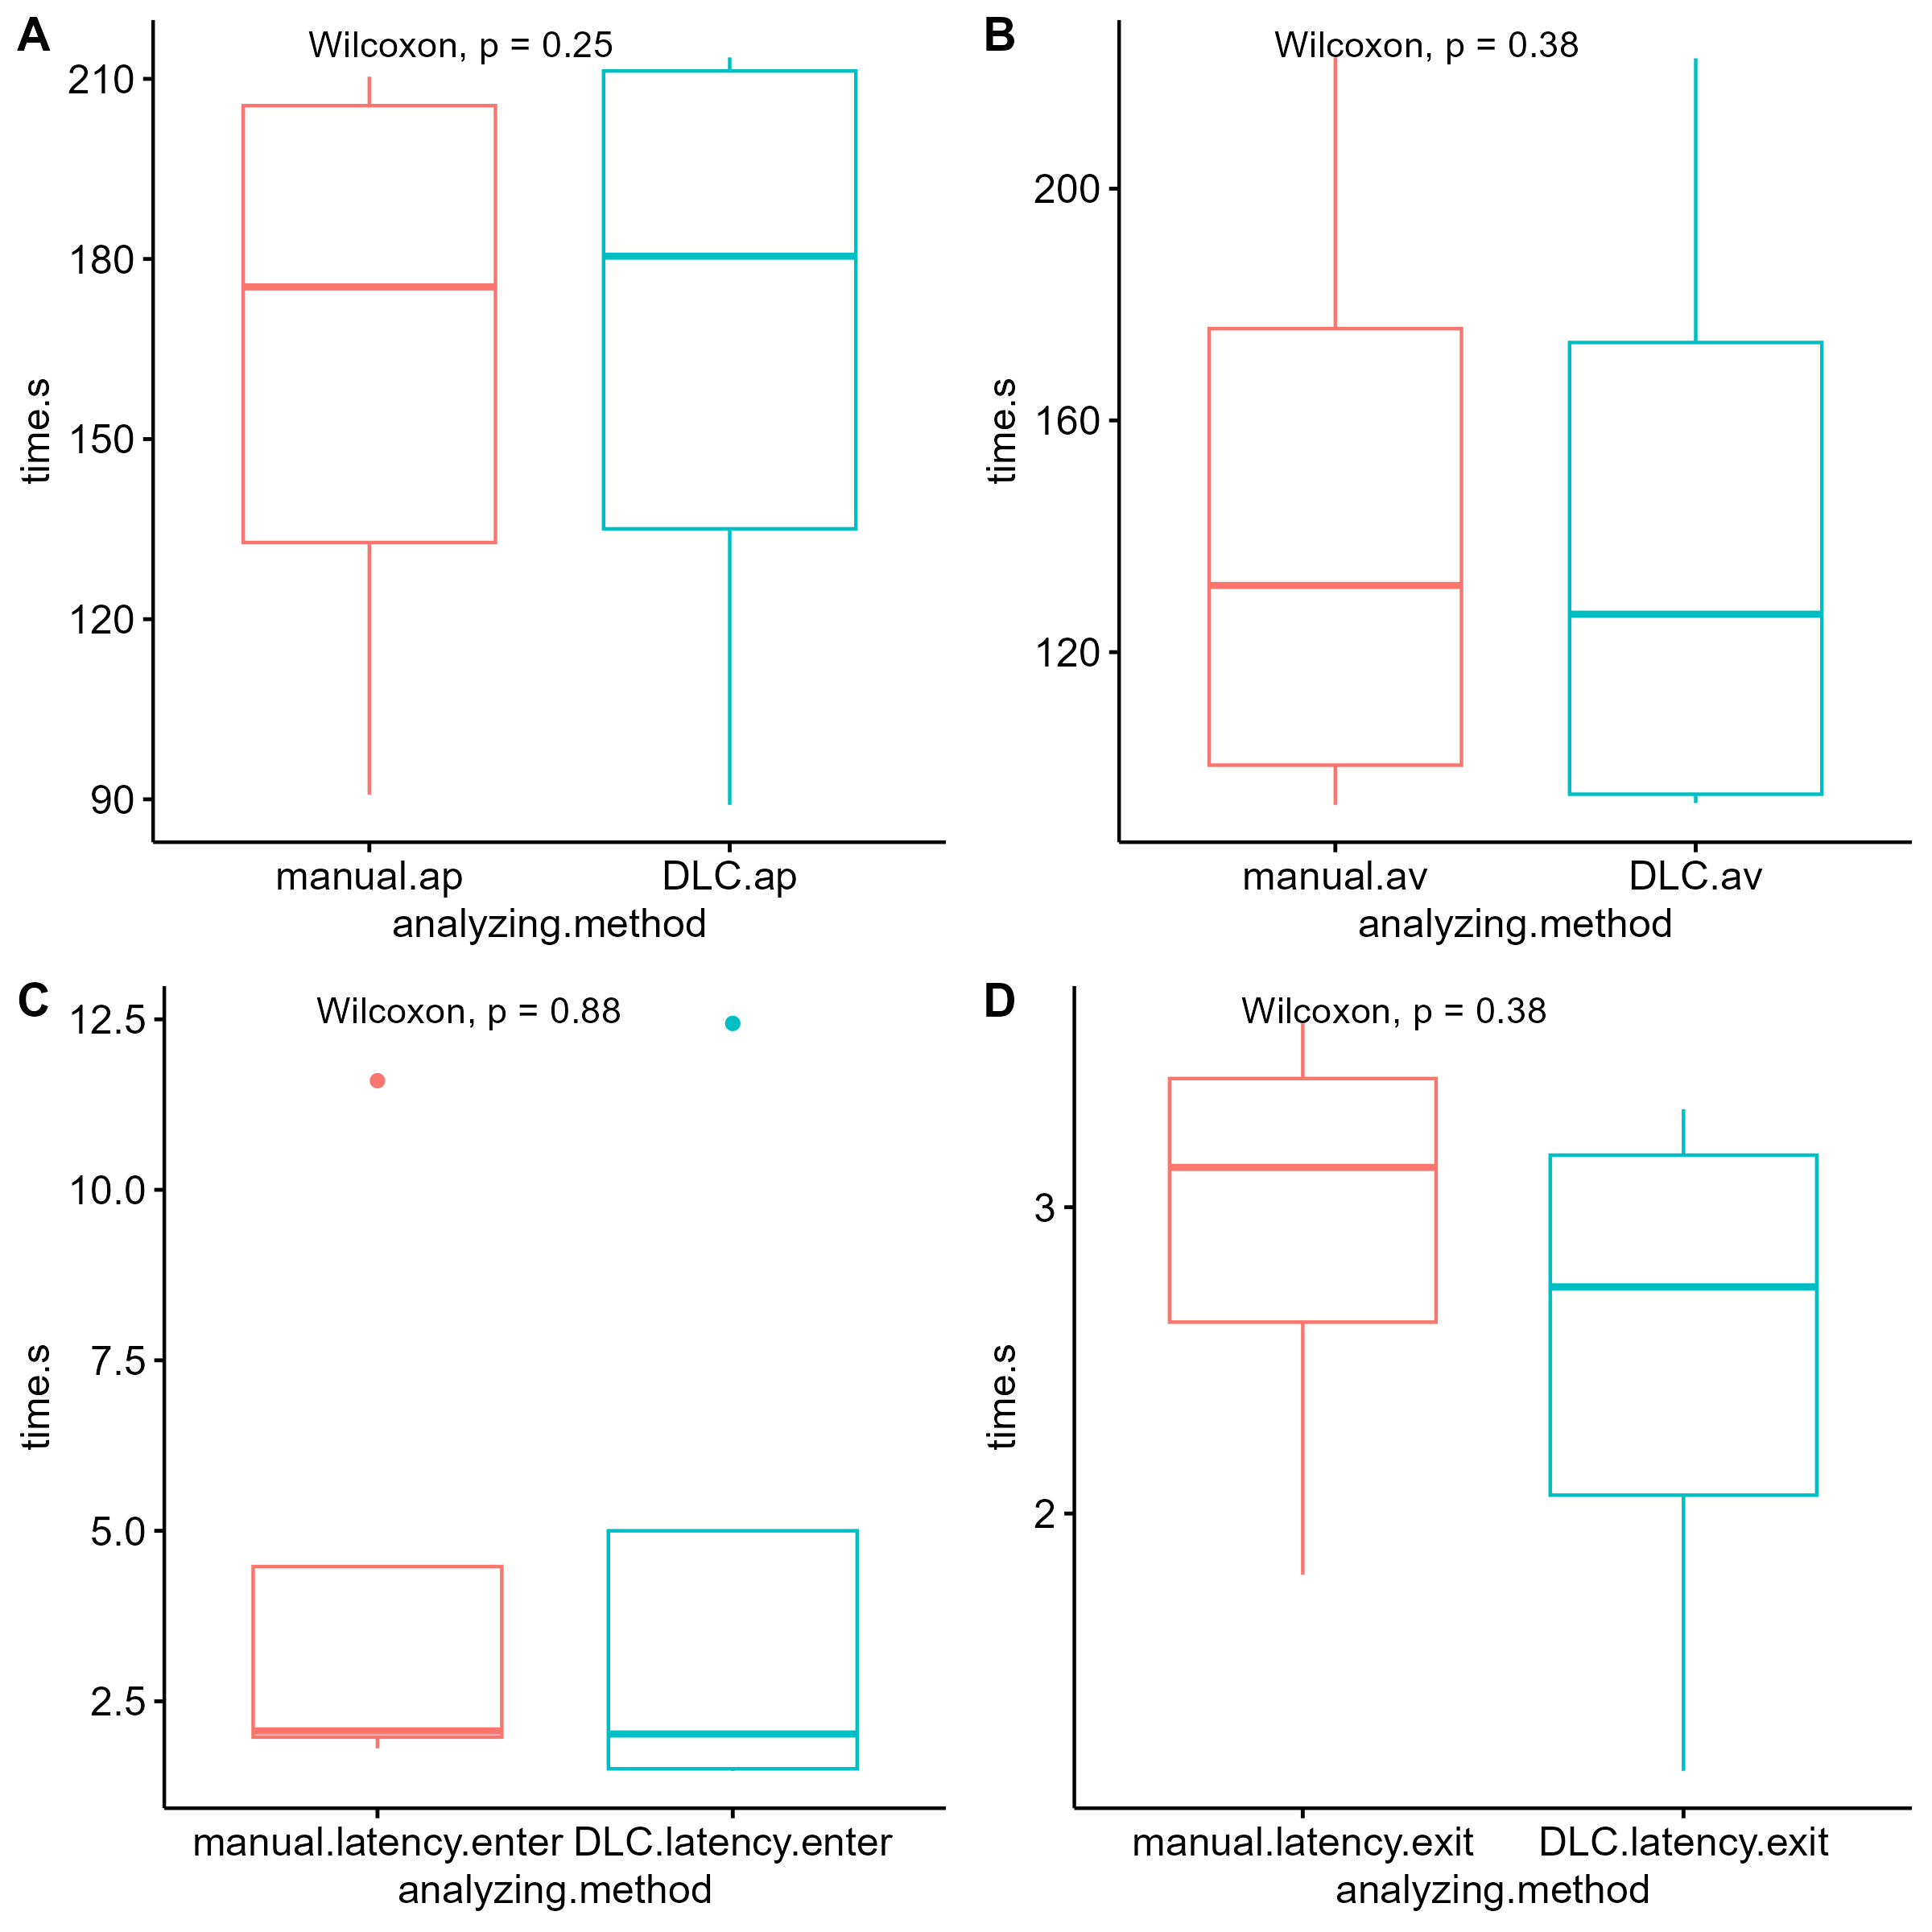 A
Wilcoxon, p = 0.25
210
180
150
120
90
time.s
manual.ap
DLC.ap
analyzing.method
B
Wilcoxon, p = 0.38
200
160
120
time.s
manual.av
DLC.av
analyzing.method
C
Wilcoxon, p = 0.88
12.5
10.0
7.5
5.0
2.5
time.s
manual.latency.enter
DLC.latency.enter
analyzing.method
D
Wilcoxon, p = 0.38
3
2
time.s
manual.latency.exit
DLC.latency.exit
analyzing.method